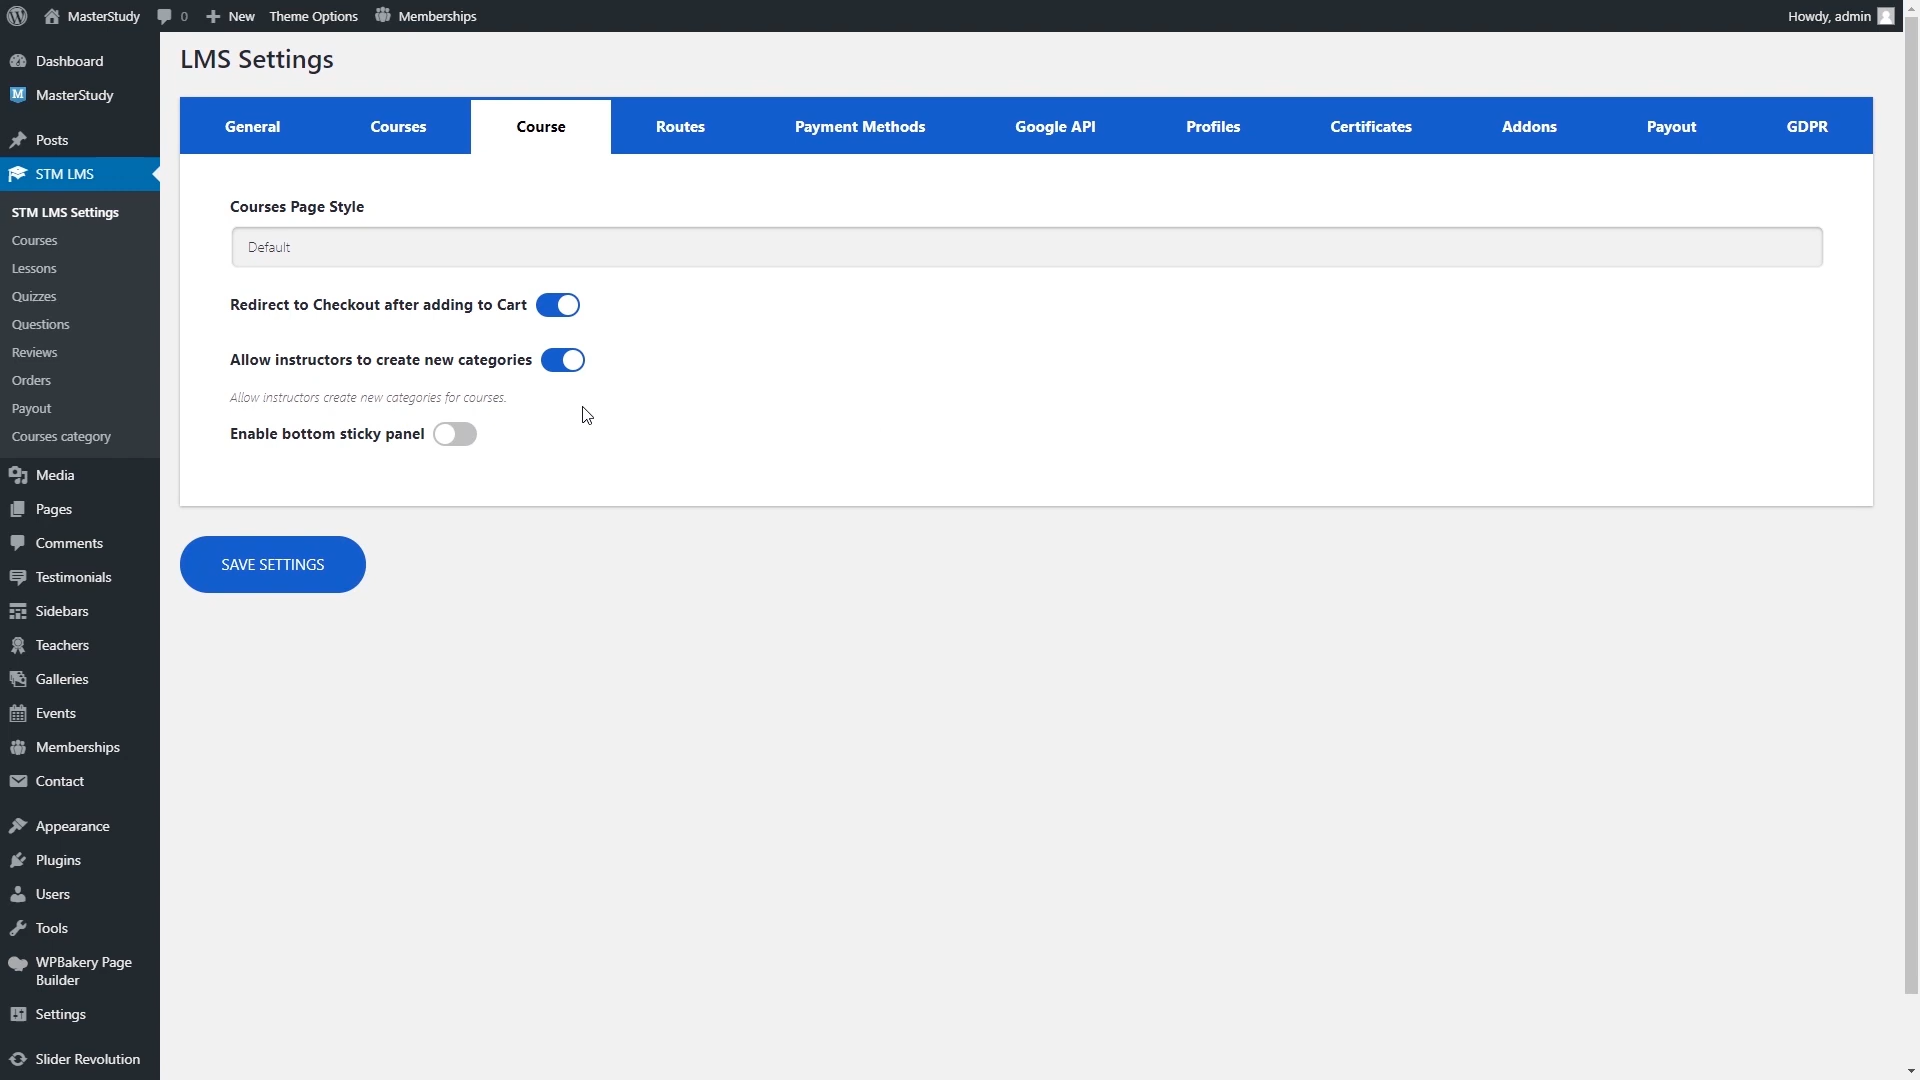 MasterStudy 0 New Theme Options Memberships Howdy, admin
Dashboard
MasterStudy
Posts
STM LMS
STM LMS Settings
Courses
Lessons
Quizzes
Questions
Reviews
Orders
Payout
Courses category
Media
Pages
Comments
Testimonials
Sidebars
Teachers
Galleries
Events
Memberships
Contact
Appearance
Plugins
Users
Tools
WPBakery Page
Builder
Settings
Slider Revolution
LMS Settings
General Courses Course Routes Payment Methods Google API Profiles Certificates Addons Payout GDPR
Courses Page Style
Default
Redirect to Checkout after adding to Cart
Allow instructors to create new categories
Allow instructors create new categories for courses.
Enable bottom sticky panel
SAVE SETTINGS